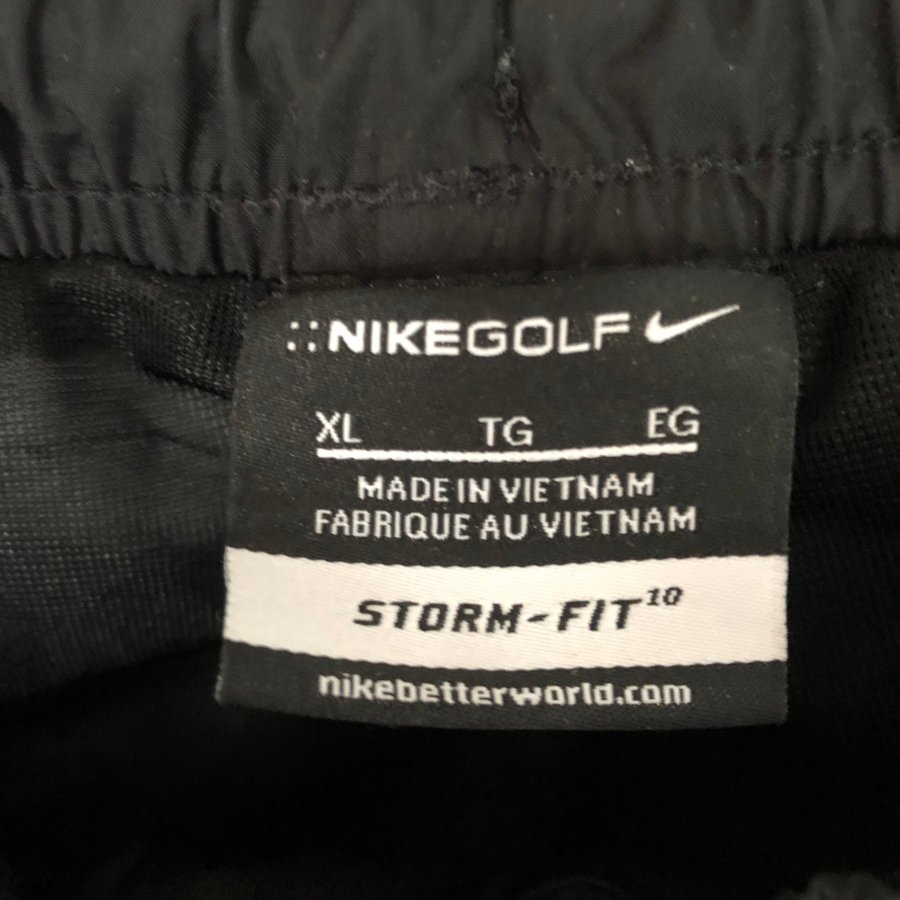 ::NIKEGOLF
XL TG EG
MADE IN VIETNAM
FABRIQUE AU VIETNAM
STORM-FIT¹⁰
nikebetterworld.com